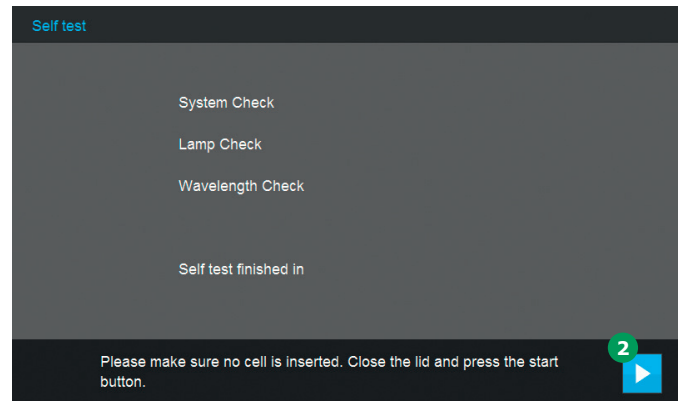 Self test
System Check
Lamp Check
Wavelength Check
Self test finished in
2
Please make sure no cell is inserted. Close the lid and press the start
button.